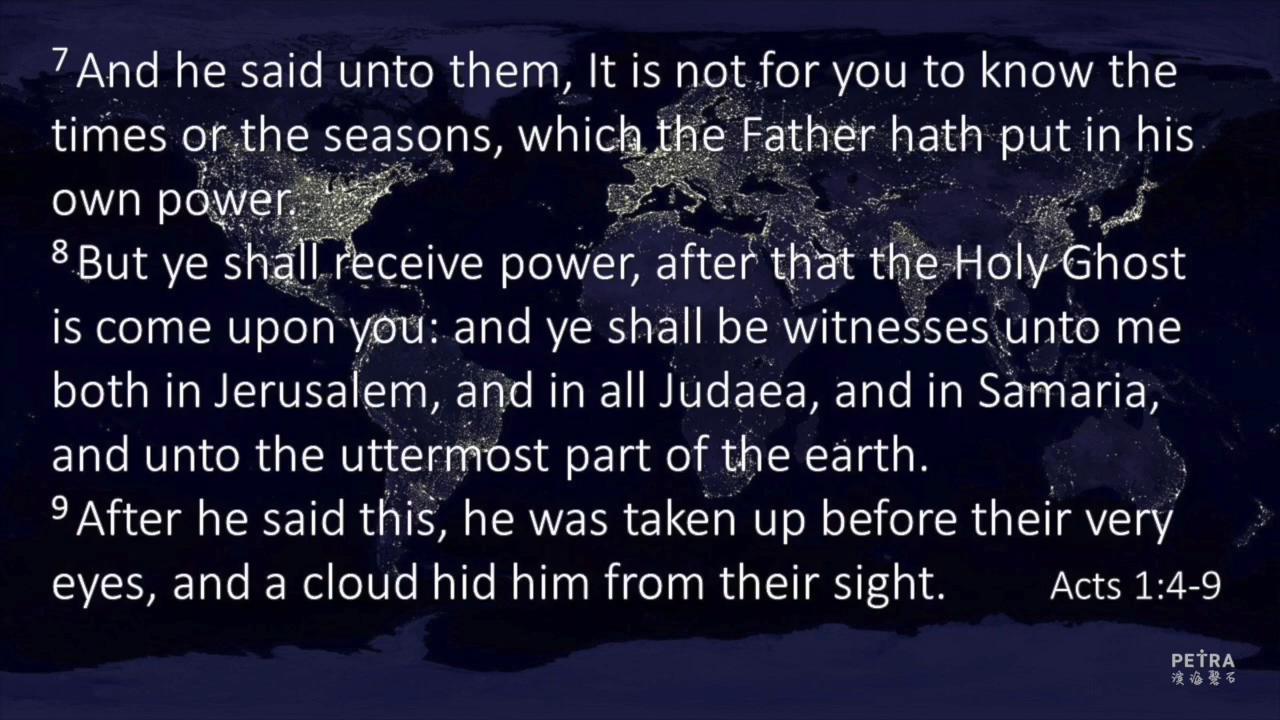 7 And he said unto them, It is not for you to know the
times or the seasons, which the Father hath put in his
own power.
8 But ye shall receive power, after that the Holy Ghost
is come upon you: and ye shall be witnesses unto me
both in Jerusalem, and in all Judaea, and in Samaria,
and unto the uttermost part of the earth.
9 After he said this, he was taken up before their very
eyes, and a cloud hid him from their sight.
Acts 1:4-9
PETRA
滨海磐石